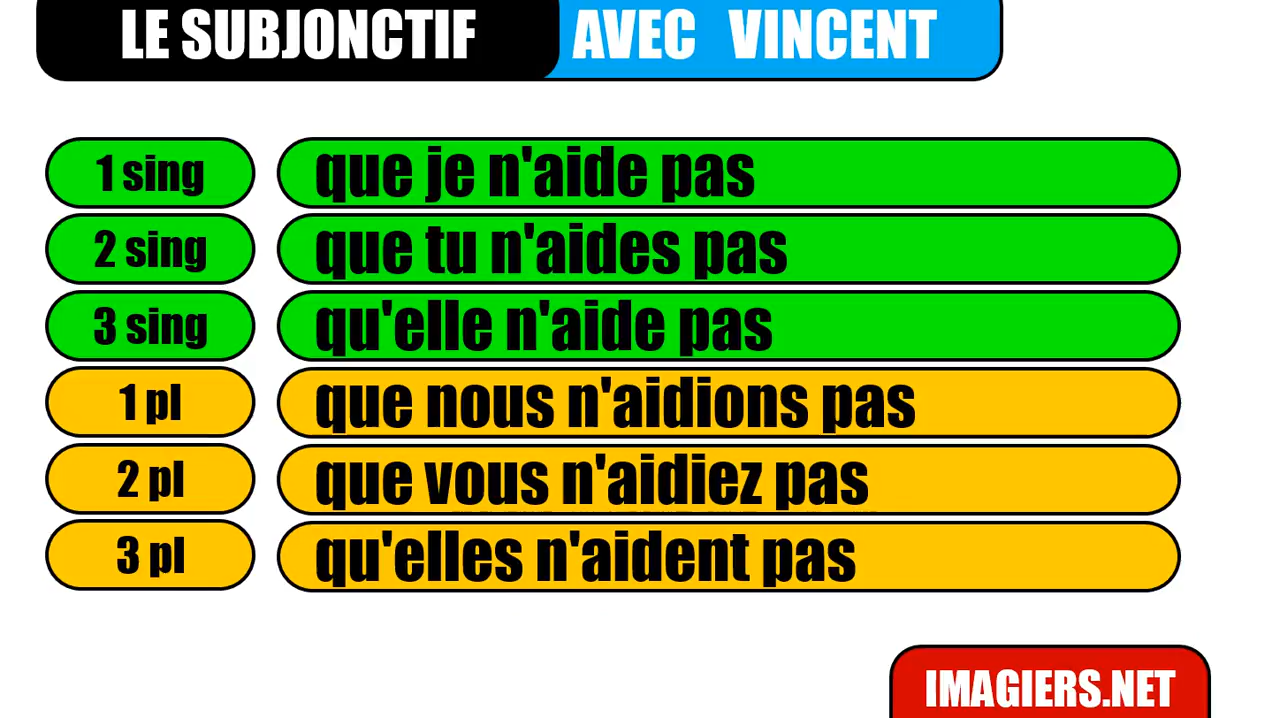 LE SUBJONCTIF AVEC VINCENT
1 sing que je n'aide pas
2 sing que tu n'aides pas
3 sing qu'elle n'aide pas
1 pl que nous n'aidions pas
2 pl que vous n'aidiez pas
3 pl qu'elles n'aident pas
IMAGIERS.NET